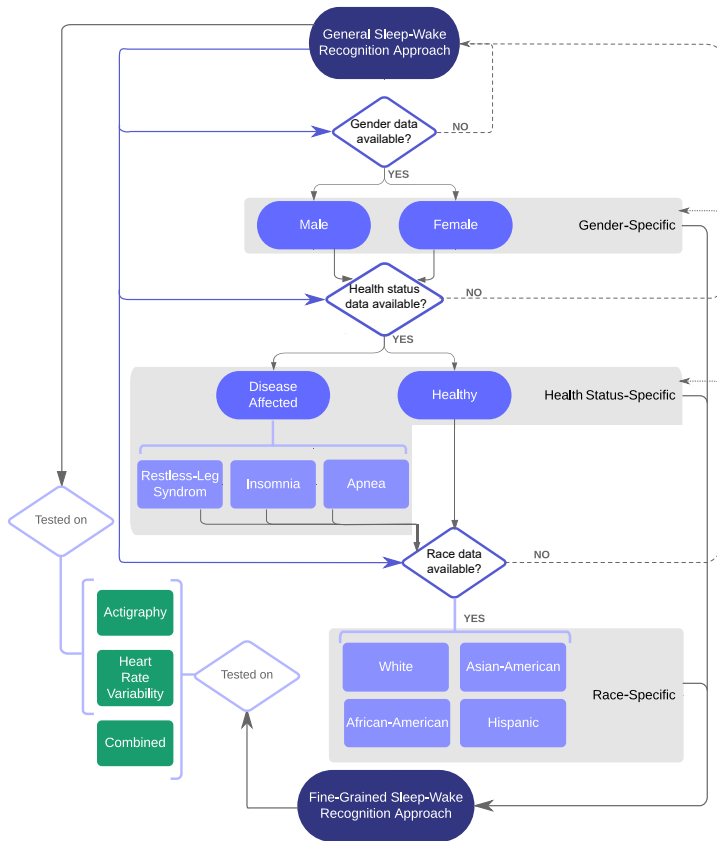 General Sleep-Wake
Recognition Approach
Gender data
available?
NO
YES
Male
Female
Gender-Specific
Health status
data available?
NO
YES
Disease
Affected
Healthy
Health Status-Specific
Restless-Leg
Syndrom
Insomnia
Apnea
Tested on
Race data
available?
NO
YES
Actigraphy
Heart
Rate
Variability
Combined
Tested on
White
Asian-American
African-American
Hispanic
Race-Specific
Fine-Grained Sleep-Wake
Recognition Approach